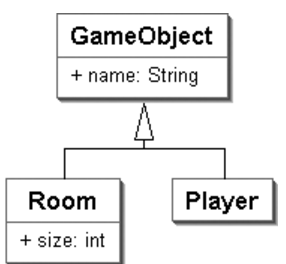 GameObject
+ name: String
Room
Player
+ size: int